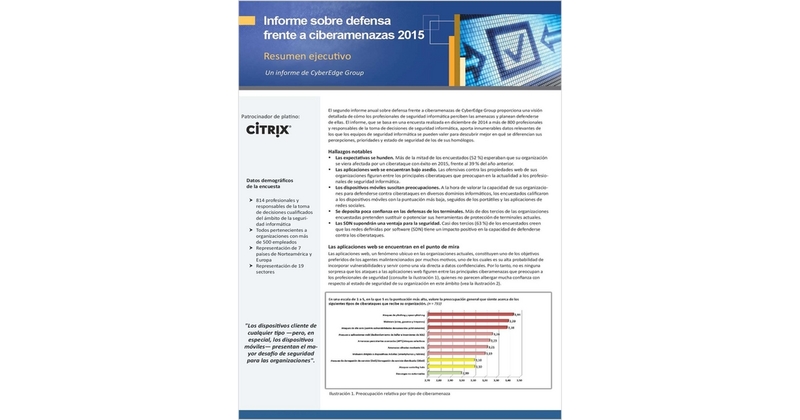 Informe sobre defensa
frente a ciberamenazas 2015
Resumen ejecutivo
Un informe de CyberEdge Group
Patrocinador de platino:
CITRIX
Datos demográficos
de la encuesta
814 profesionales y
responsables de la toma
de decisiones cualificados
del ámbito de la seguri-
dad informática
Todos pertenecientes a
organizaciones con más
de 500 empleados
Representación de 7
países de Norteamérica y
Europa
Representación de 19
sectores
"Los dispositivos cliente de
cualquier tipo —pero, en
especial, los dispositivos
móviles— presentan el ma-
yor desafío de seguridad
para las organizaciones".
El segundo informe anual sobre defensa frente a ciberamenazas de CyberEdge Group proporciona una visión
detallada de cómo los profesionales de seguridad informática perciben las amenazas y planean defenderse
de ellas. El informe, que se basa en una encuesta realizada en diciembre de 2014 a más de 800 profesionales
y responsables de la toma de decisiones de seguridad informática, aporta innumerables datos relevantes de
los que los equipos de seguridad informática se pueden valer para descubrir mejor en qué se diferencian sus
percepciones, prioridades y estado de seguridad de los de sus homólogos.
Hallazgos notables
Las expectativas se hunden. Más de la mitad de los encuestados (52 %) esperaban que su organización
se viera afectada por un ciberataque con éxito en 2015, frente al 39 % del año anterior.
Las aplicaciones web se encuentran bajo asedio. Las ofensivas contra las propiedades web de sus
organizaciones figuran entre los principales ciberataques que preocupan en la actualidad a los profesio-
nales de seguridad informática.
Los dispositivos móviles suscitan preocupaciones. A la hora de valorar la capacidad de sus organizacio-
nes para defenderse contra ciberataques en diversos dominios informáticos, los encuestados calificaron
a los dispositivos móviles con la puntuación más baja, seguidos de los portátiles y las aplicaciones de
redes sociales.
Se deposita poca confianza en las defensas de los terminales. Más de dos tercios de las organizaciones
encuestadas pretenden sustituir o potenciar sus herramientas de protección de terminales actuales.
Las SDN supondrán una ventaja para la seguridad. Casi dos tercios (63 %) de los encuestados creen
que las redes definidas por software (SDN) tiene un impacto positivo en la capacidad de defenderse
contra las ciberataques.
Las aplicaciones web se encuentran en el punto de mira
Las aplicaciones web, un fenómeno ubicuo en las organizaciones actuales, constituyen uno de los objetivos
preferidos de los agentes malintencionados por muchos motivos, uno de los cuales es su alta probabilidad de
incorporar vulnerabilidades y servir como una vía directa a datos confidenciales. Por lo tanto, no es ninguna
sorpresa que los ataques a las aplicaciones web figuren entre las principales ciberamenazas que preocupan a
los profesionales de seguridad (consulte la ilustración 1), quienes no parecen albergar mucha confianza con
respecto al estado de seguridad de su organización en este ámbito (vea la ilustración 2).
Ilustración 1. Preocupación relativa por tipo de ciberamenaza